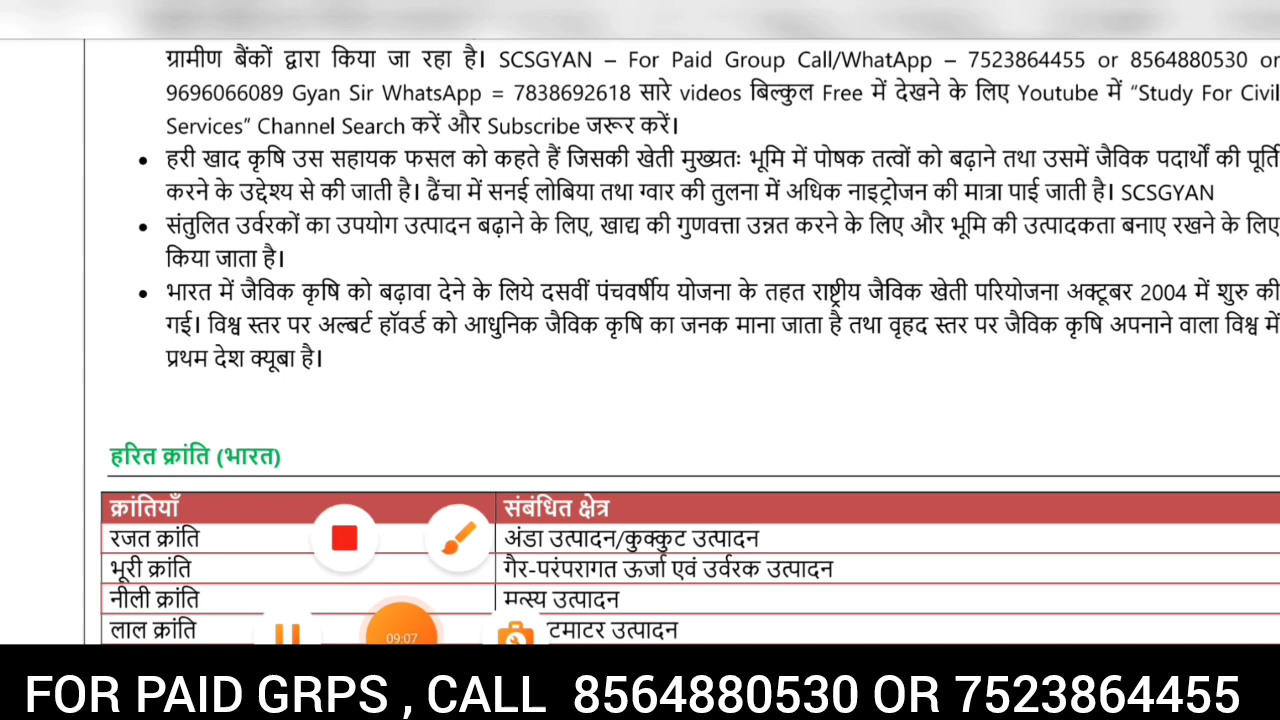 ग्रामीण बैंकों द्वारा किया जा रहा है। SCSGYAN – For Paid Group Call/WhatApp – 7523864455 or 8564880530 or
9696066089 Gyan Sir WhatsApp = 7838692618 सारे videos बिल्कुल Free में देखने के लिए Youtube में “Study For Civil
Services” Channel Search करें और Subscribe जरूर करें।
• हरी खाद कृषि उस सहायक फसल को कहते हैं जिसकी खेती मुख्यतः भूमि में पोषक तत्वों को बढ़ाने तथा उसमें जैविक पदार्थों की पूर्ति
करने के उद्देश्य से की जाती है। ढैंचा में सनई लोबिया तथा ग्वार की तुलना में अधिक नाइट्रोजन की मात्रा पाई जाती है। SCSGYAN
• संतुलित उर्वरकों का उपयोग उत्पादन बढ़ाने के लिए, खाद्य की गुणवत्ता उन्नत करने के लिए और भूमि की उत्पादकता बनाए रखने के लिए
किया जाता है।
• भारत में जैविक कृषि को बढ़ावा देने के लिये दसवीं पंचवर्षीय योजना के तहत राष्ट्रीय जैविक खेती परियोजना अक्टूबर 2004 में शुरु की
गई। विश्व स्तर पर अल्बर्ट हॉवर्ड को आधुनिक जैविक कृषि का जनक माना जाता है तथा वृहद स्तर पर जैविक कृषि अपनाने वाला विश्व में
प्रथम देश क्यूबा है।
हरित क्रांति (भारत)
क्रांतियाँ संबंधित क्षेत्र
रजत क्रांति अंडा उत्पादन/कुक्कुट उत्पादन
भूरी क्रांति गैर-परंपरागत ऊर्जा एवं उर्वरक उत्पादन
नीली क्रांति मत्स्य उत्पादन
लाल क्रांति टमाटर उत्पादन
09:07
FOR PAID GRPS , CALL 8564880530 OR 7523864455